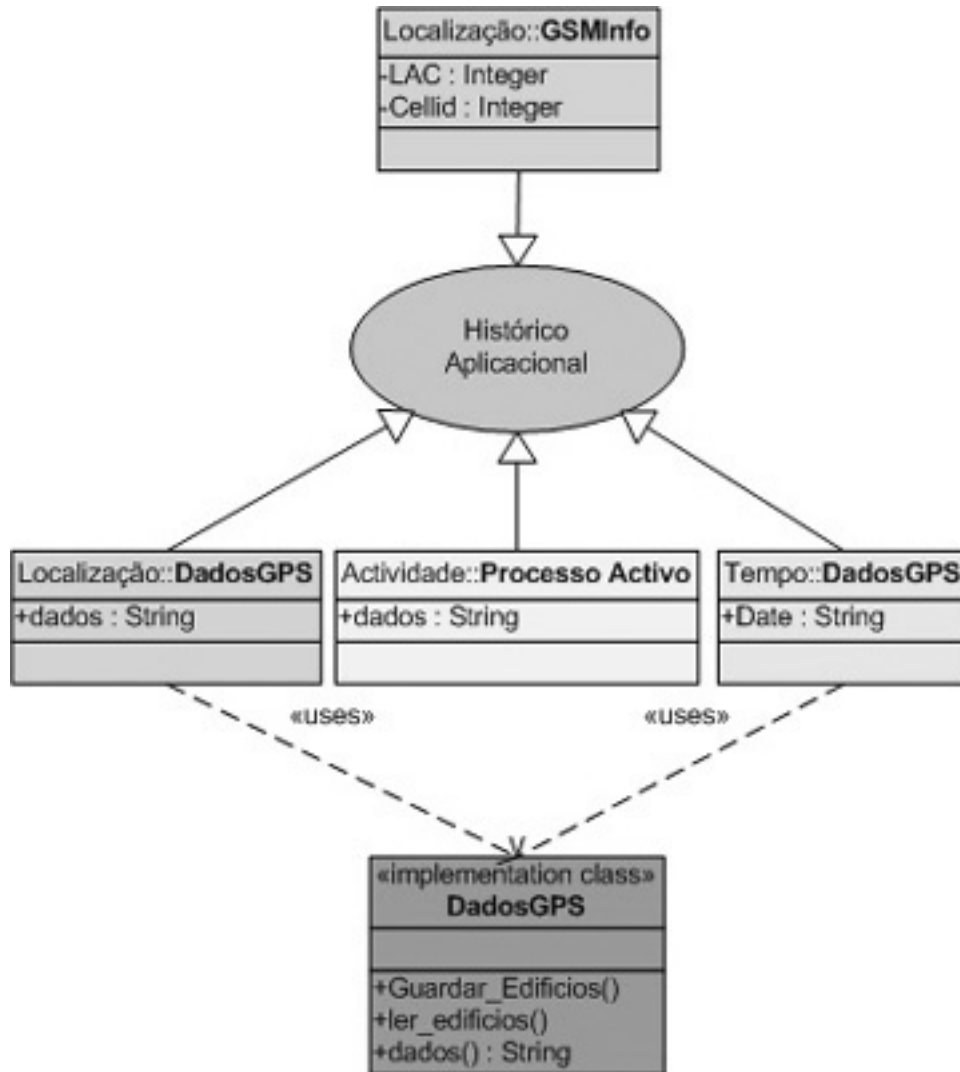 Localização::GSMInfo
-LAC : Integer
-Cellid : Integer
Histórico
Aplicacional
Localização::DadosGPS
+dados : String
Actividade::Processo Activo
+dados : String
Tempo::DadosGPS
+Date : String
«uses»
«uses»
«implementation class»
DadosGPS
+Guardar_Edificios()
+ler_edificios()
+dados() : String